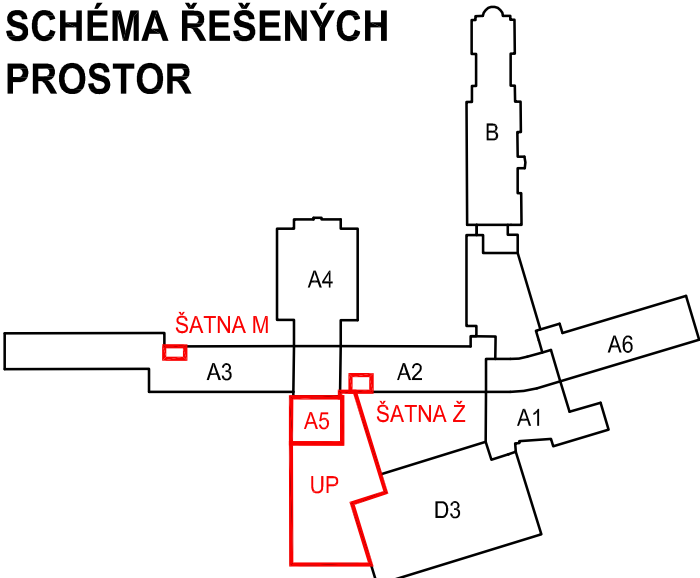 SCHÉMA ŘEŠENÝCH
PROSTOR
B
A4
ŠATNA M
A6
A3
A2
ŠATNA Ž
A5
A1
UP
D3